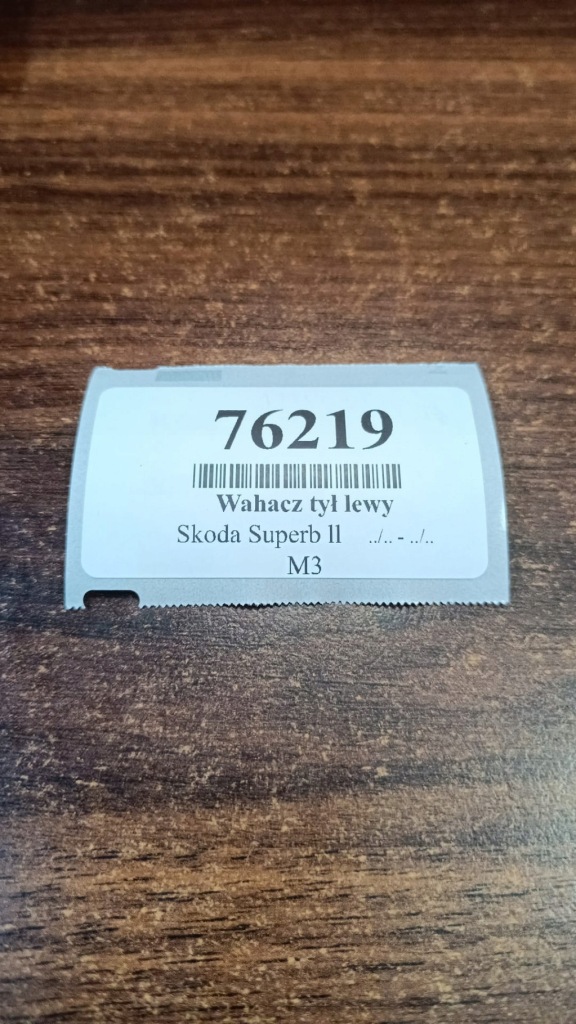 76219
Wahacz tył lewy
Skoda Superb ll ../.. - ../..
M3